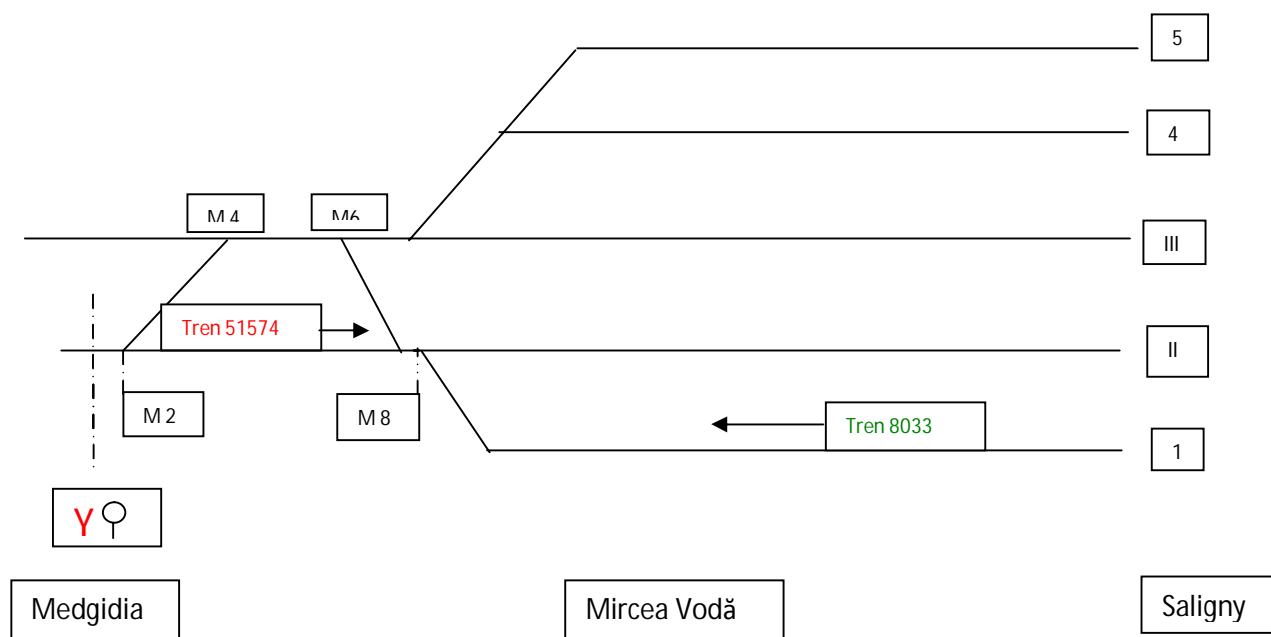 5
4
M 4
M6
III
Tren 51574
II
M 2
M 8
Tren 8033
1
Y
Medgidia
Mircea Vodă
Saligny